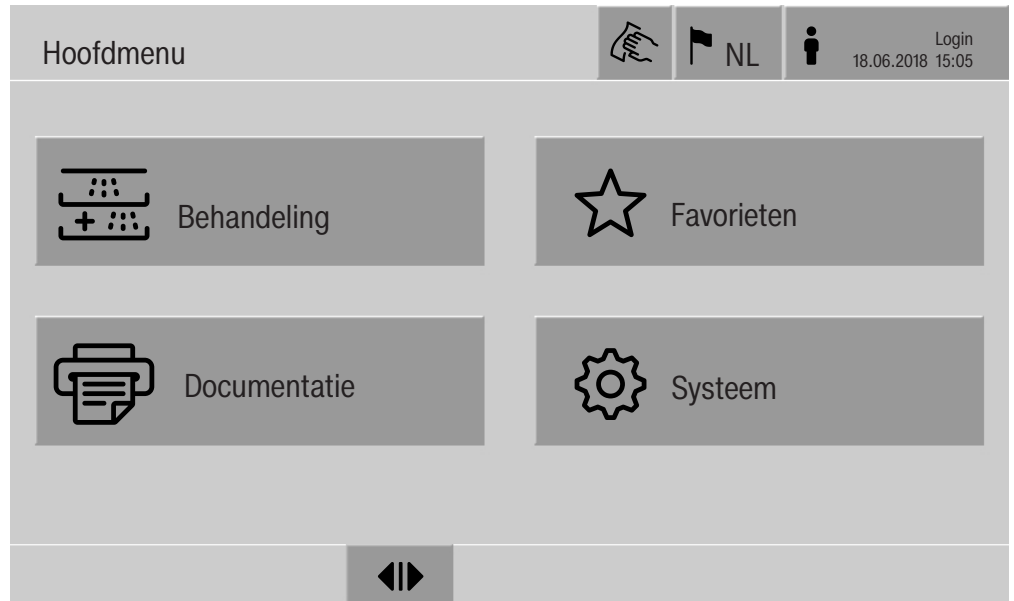 Hoofdmenu
NL
Login
18.06.2018 15:05
Behandeling
Favorieten
Documentatie
Systeem